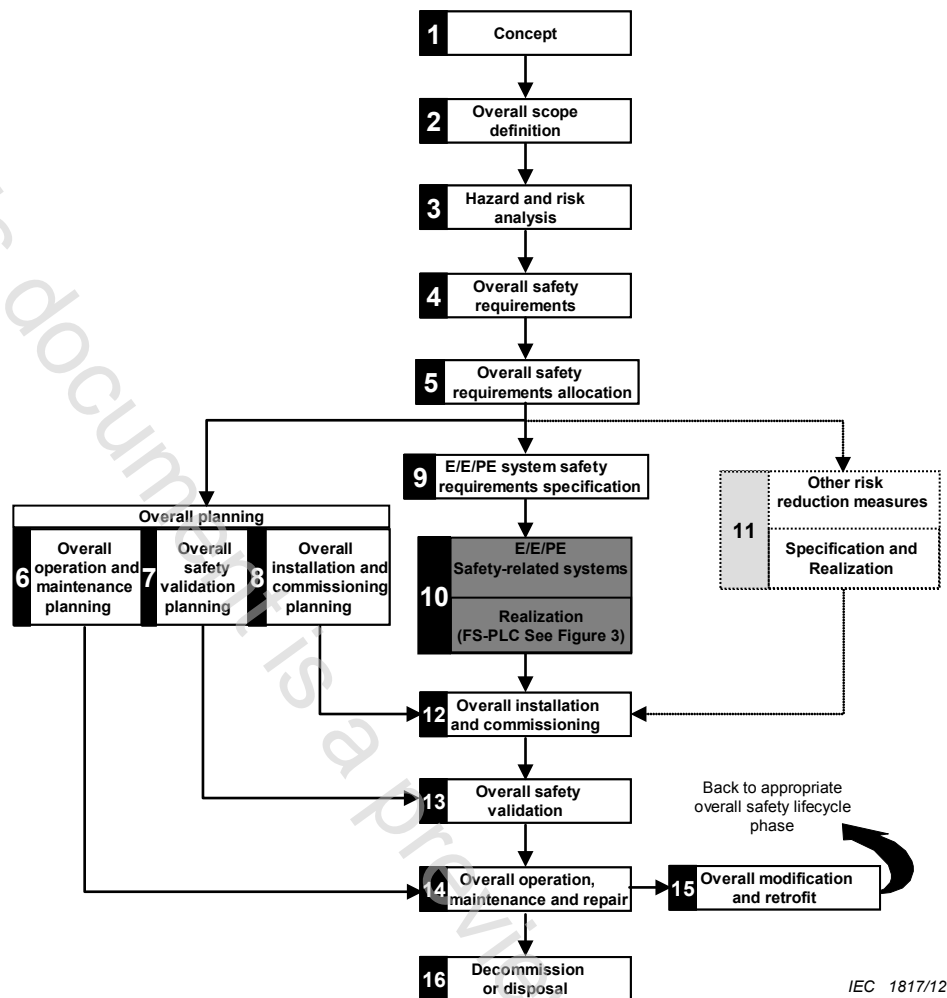 1
Concept
2
Overall scope
definition
3
Hazard and risk
analysis
4
Overall safety
requirements
5
Overall safety
requirements allocation
9
E/E/PE system safety
requirements specification
11
Other risk
reduction measures
Specification and
Realization
Overall planning
6
Overall
operation and
maintenance
planning
7
Overall
safety
validation
planning
8
Overall
installation and
commissioning
planning
10
E/E/PE
Safety-related systems
Realization
(FS-PLC See Figure 3)
12
Overall installation
and commissioning
13
Overall safety
validation
Back to appropriate
overall safety lifecycle
phase
14
Overall operation,
maintenance and repair
15
Overall modification
and retrofit
16
Decommission
or disposal
IEC 1817/12
document is a preview